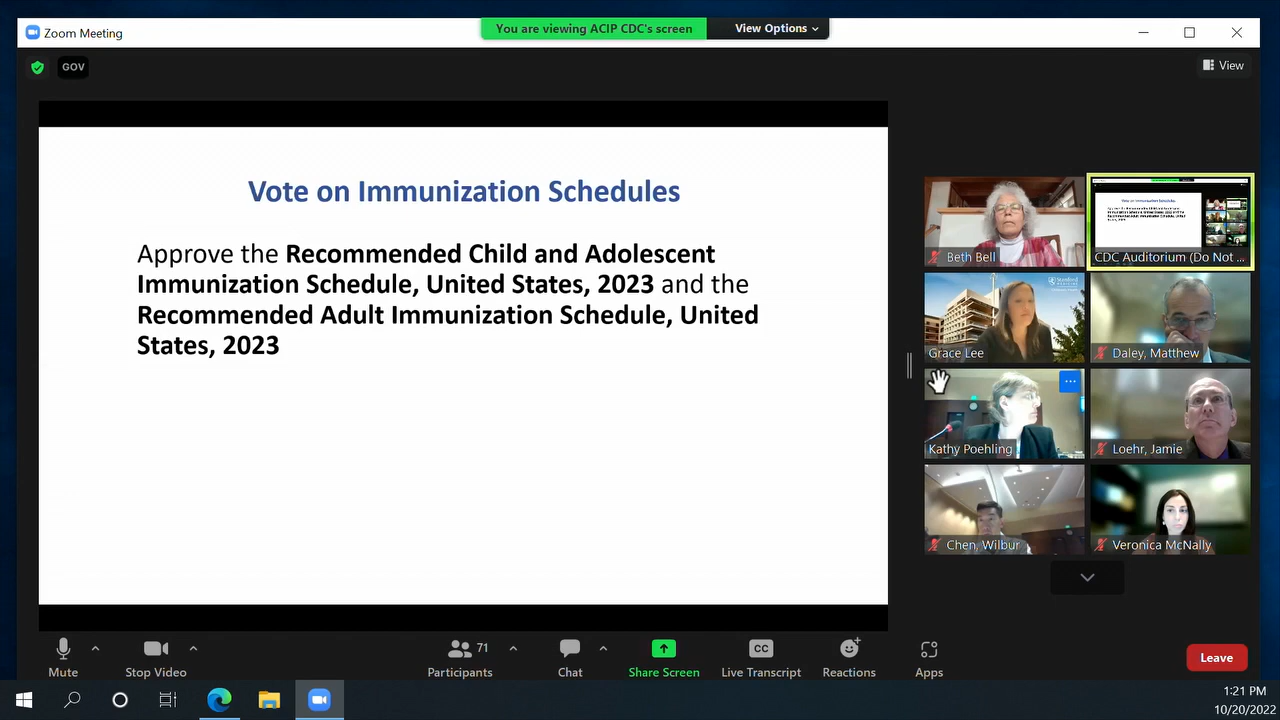 Zoom Meeting
You are viewing ACIP CDC's screen
View Options
GOV
View
Vote on Immunization Schedules
Approve the Recommended Child and Adolescent
Immunization Schedule, United States, 2023 and the
Recommended Adult Immunization Schedule, United
States, 2023
Beth Bell
CDC Auditorium (Do Not ...
Grace Lee
Daley, Matthew
Kathy Poehling
Loehr, Jamie
Chen, Wilbur
Veronica McNally
Mute
Stop Video
Participants
71
Chat
Share Screen
CC
Live Transcript
Reactions
Apps
Leave
1:21 PM
10/20/2022